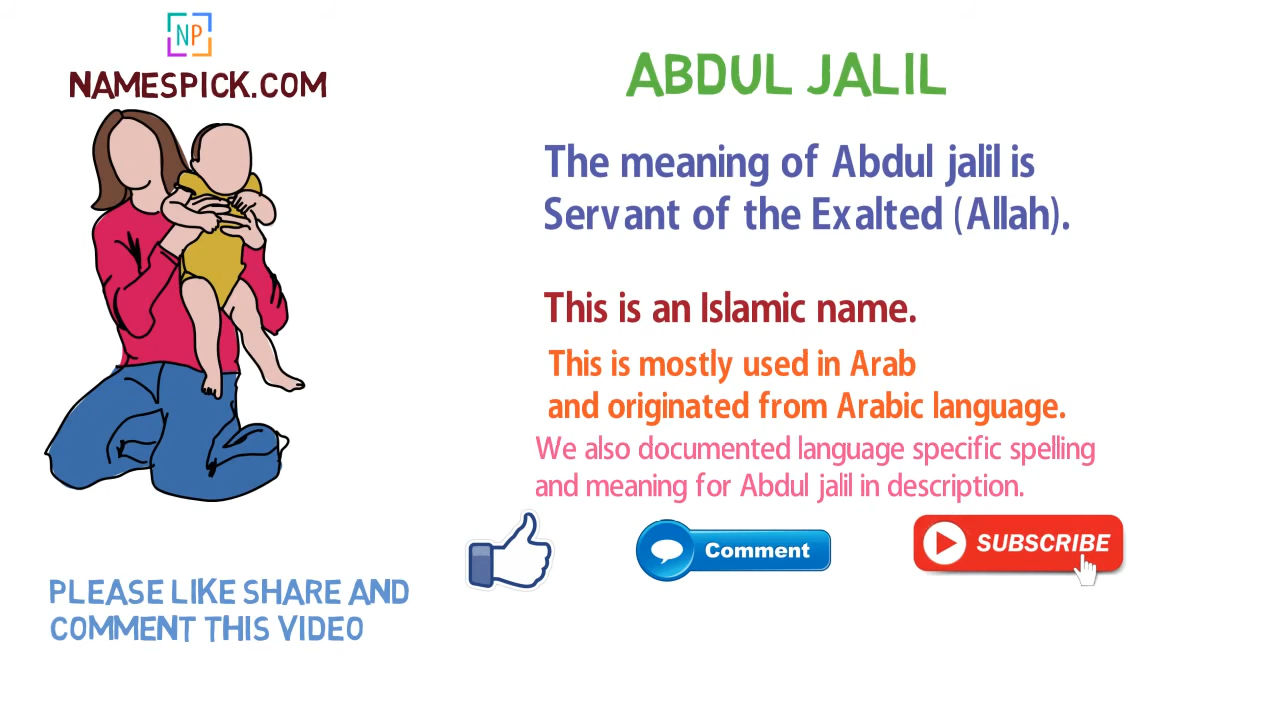 NP
NAMESPICK.COM
ABDUL JALIL
The meaning of Abdul jalil is
Servant of the Exalted (Allah).
This is an Islamic name.
This is mostly used in Arab
and originated from Arabic language.
We also documented language specific spelling
and meaning for Abdul jalil in description.
Comment
SUBSCRIBE
PLEASE LIKE SHARE AND
COMMENT THIS VIDEO